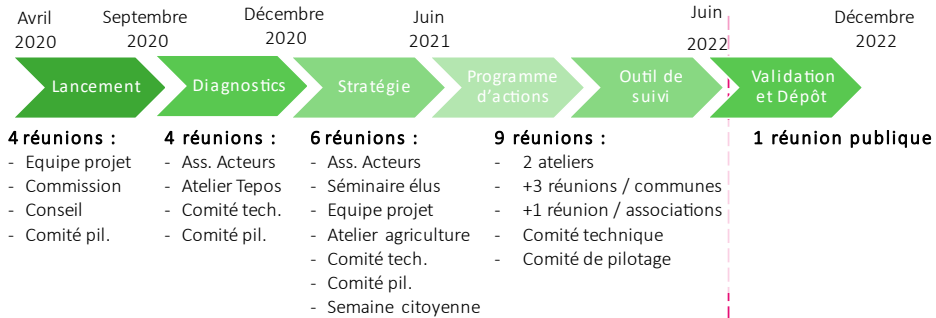 Avril
2020
Septembre
2020
Décembre
2020
Juin
2021
Juin
2022
Décembre
2022
Lancement
Diagnostics
Stratégie
Programme
d'actions
Outil de
suivi
Validation
et Dépôt
4 réunions :
- Equipe projet
- Commission
- Conseil
- Comité pil.
4 réunions :
- Ass. Acteurs
- Atelier Tepos
- Comité tech.
- Comité pil.
6 réunions :
- Ass. Acteurs
- Séminaire élus
- Equipe projet
- Atelier agriculture
- Comité tech.
- Comité pil.
- Semaine citoyenne
9 réunions :
- 2 ateliers
- +3 réunions / communes
- +1 réunion / associations
- Comité technique
- Comité de pilotage
1 réunion publique